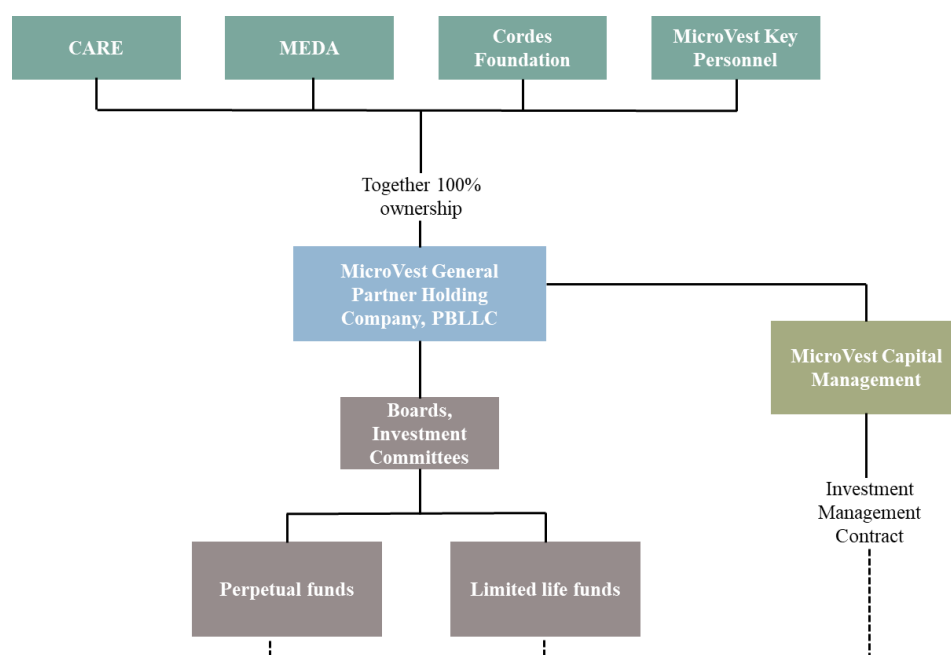 CARE
MEDA
Cordes
Foundation
MicroVest Key
Personnel
Together 100%
ownership
MicroVest General
Partner Holding
Company, PBLLC
MicroVest Capital
Management
Boards,
Investment
Committees
Investment
Management
Contract
Perpetual funds
Limited life funds